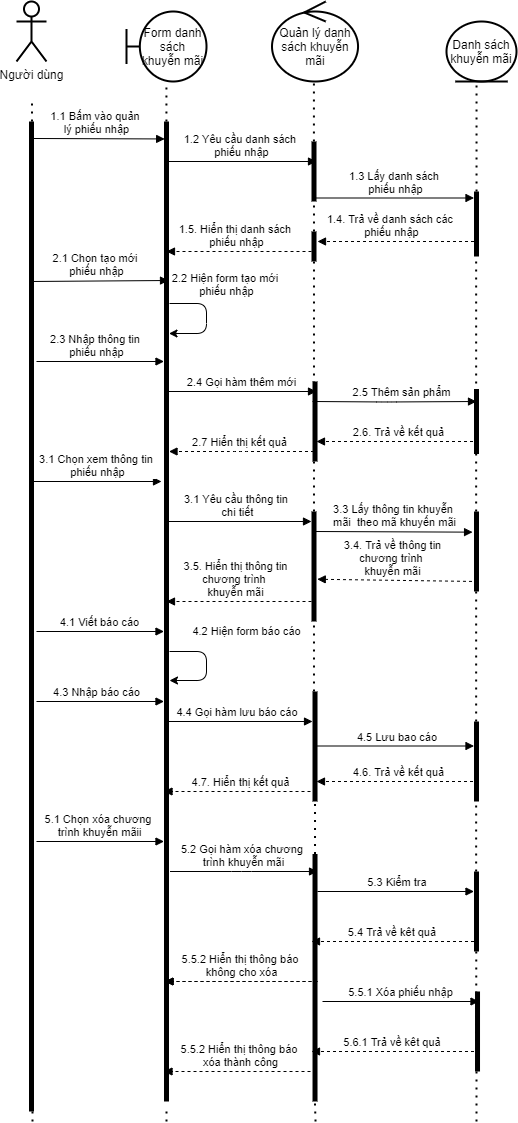 Người dùng
Form danh
sách
khuyễn mãi
Quản lý danh
sách khuyễn
mãi
Danh sách
khuyễn mãi
1.1 Bấm vào quản
lý phiếu nhập
1.2 Yêu cầu danh sách
phiếu nhập
1.3 Lấy danh sách
phiếu nhập
1.4. Trả về danh sách các
phiếu nhập
1.5. Hiển thị danh sách
phiếu nhập
2.1 Chọn tạo mới
phiếu nhập
2.2 Hiện form tạo mới
phiếu nhập
2.3 Nhập thông tin
phiếu nhập
2.4 Gọi hàm thêm mới
2.5 Thêm sản phẩm
2.6. Trả về kết quả
2.7 Hiển thị kết quả
3.1 Chọn xem thông tin
phiếu nhập
3.1 Yêu cầu thông tin
chi tiết
3.3 Lấy thông tin khuyễn
mãi theo mã khuyến mãi
3.4. Trả về thông tin
chương trình
khuyễn mãi
3.5. Hiển thị thông tin
chương trình
khuyễn mãi
4.1 Viết báo cáo
4.2 Hiện form báo cáo
4.3 Nhập báo cáo
4.4 Gọi hàm lưu báo cáo
4.5 Lưu bao cáo
4.6. Trả về kết quả
4.7. Hiển thị kết quả
5.1 Chọn xóa chương
trình khuyễn mãii
5.2 Gọi hàm xóa chương
trình khuyễn mãi
5.3 Kiểm tra
5.4 Trả về kêt quả
5.5.2 Hiển thị thông báo
không cho xóa
5.5.1 Xóa phiếu nhập
5.6.1 Trả về kêt quả
5.5.2 Hiển thị thông báo
xóa thành công